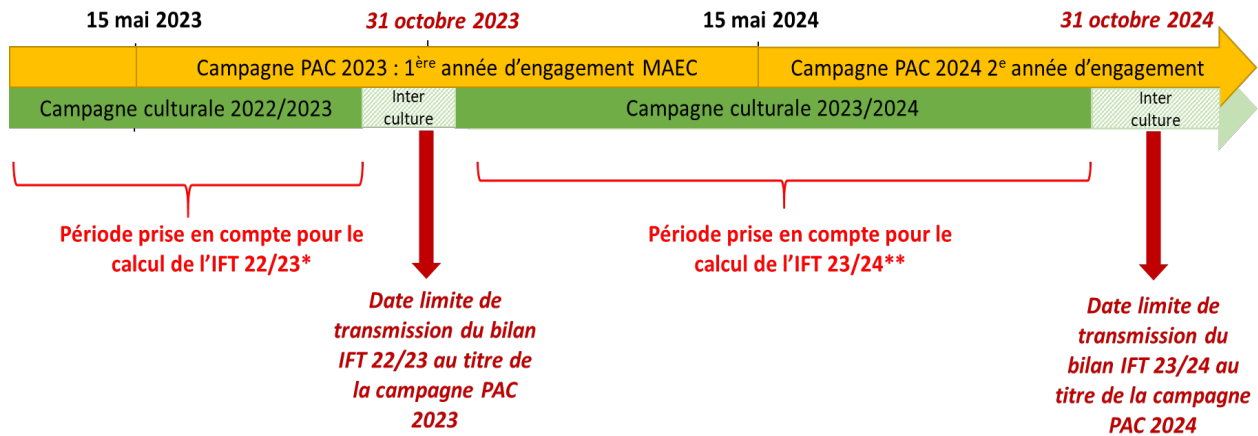 15 mai 2023
31 octobre 2023
15 mai 2024
31 octobre 2024
Campagne PAC 2023 : 1ère année d’engagement MAEC
Campagne PAC 2024 2e année d’engagement
Campagne culturale 2022/2023
Inter
culture
Campagne culturale 2023/2024
Inter
culture
Période prise en compte pour le
calcul de l’IFT 22/23*
Période prise en compte pour le
calcul de l’IFT 23/24**
Date limite de
transmission du bilan
IFT 22/23 au titre de
la campagne PAC
2023
Date limite de
transmission du
bilan IFT 23/24 au
titre de la campagne
PAC 2024